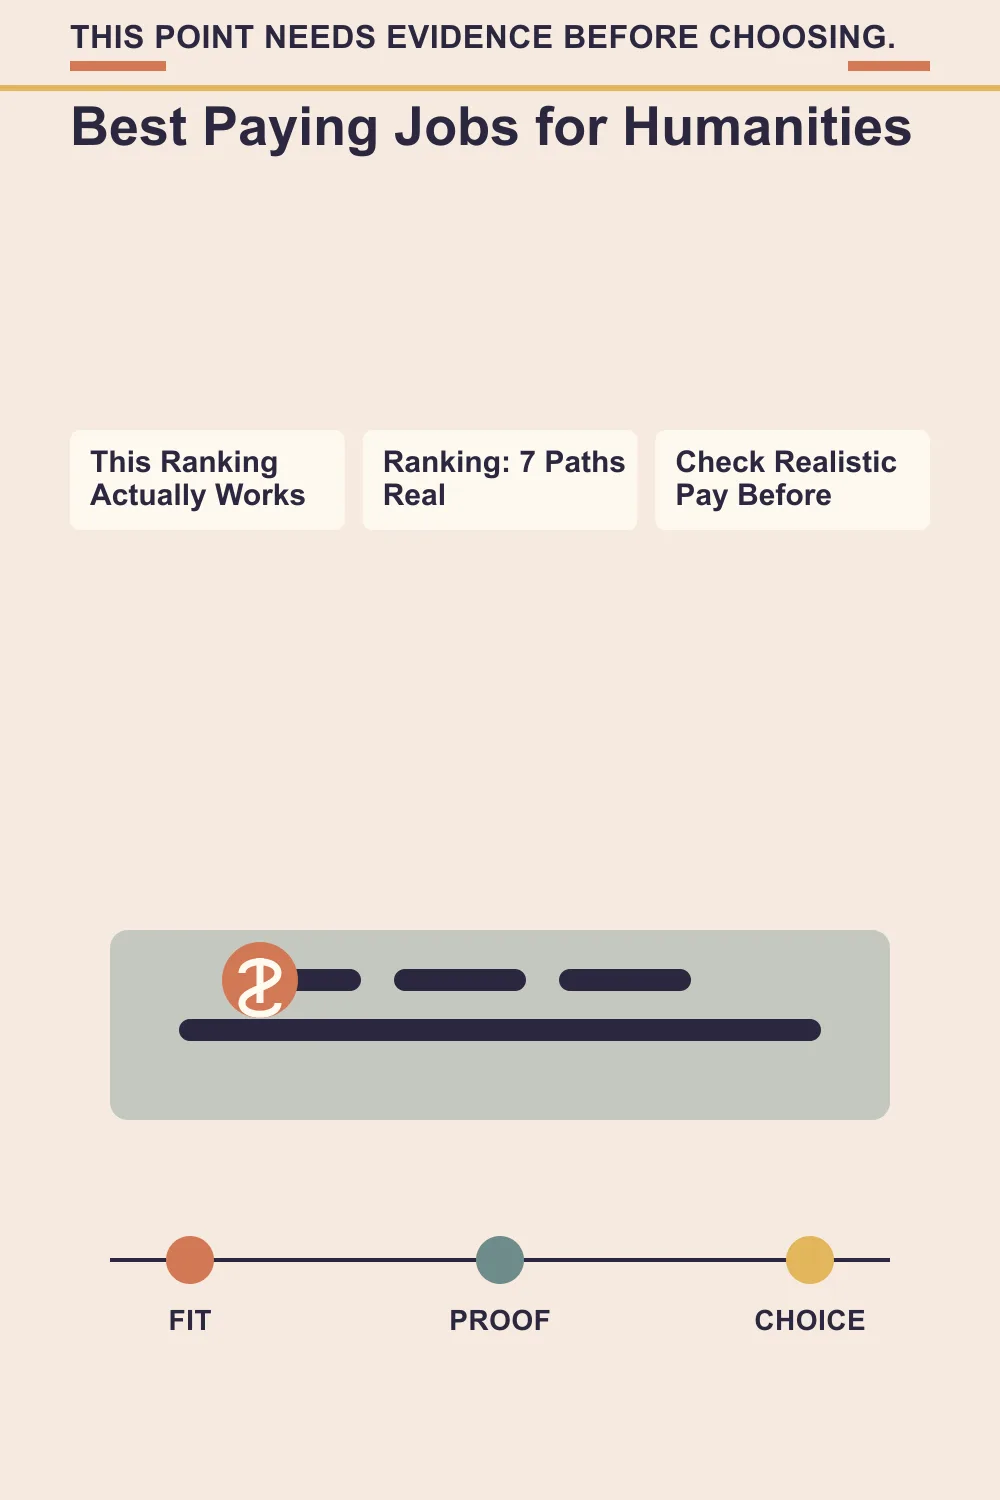 THIS POINT NEEDS EVIDENCE BEFORE CHOOSING.
Best Paying Jobs for Humanities
This Ranking
Actually Works
Ranking: 7 Paths
Real
Check Realistic
Pay Before
FIT
PROOF
CHOICE